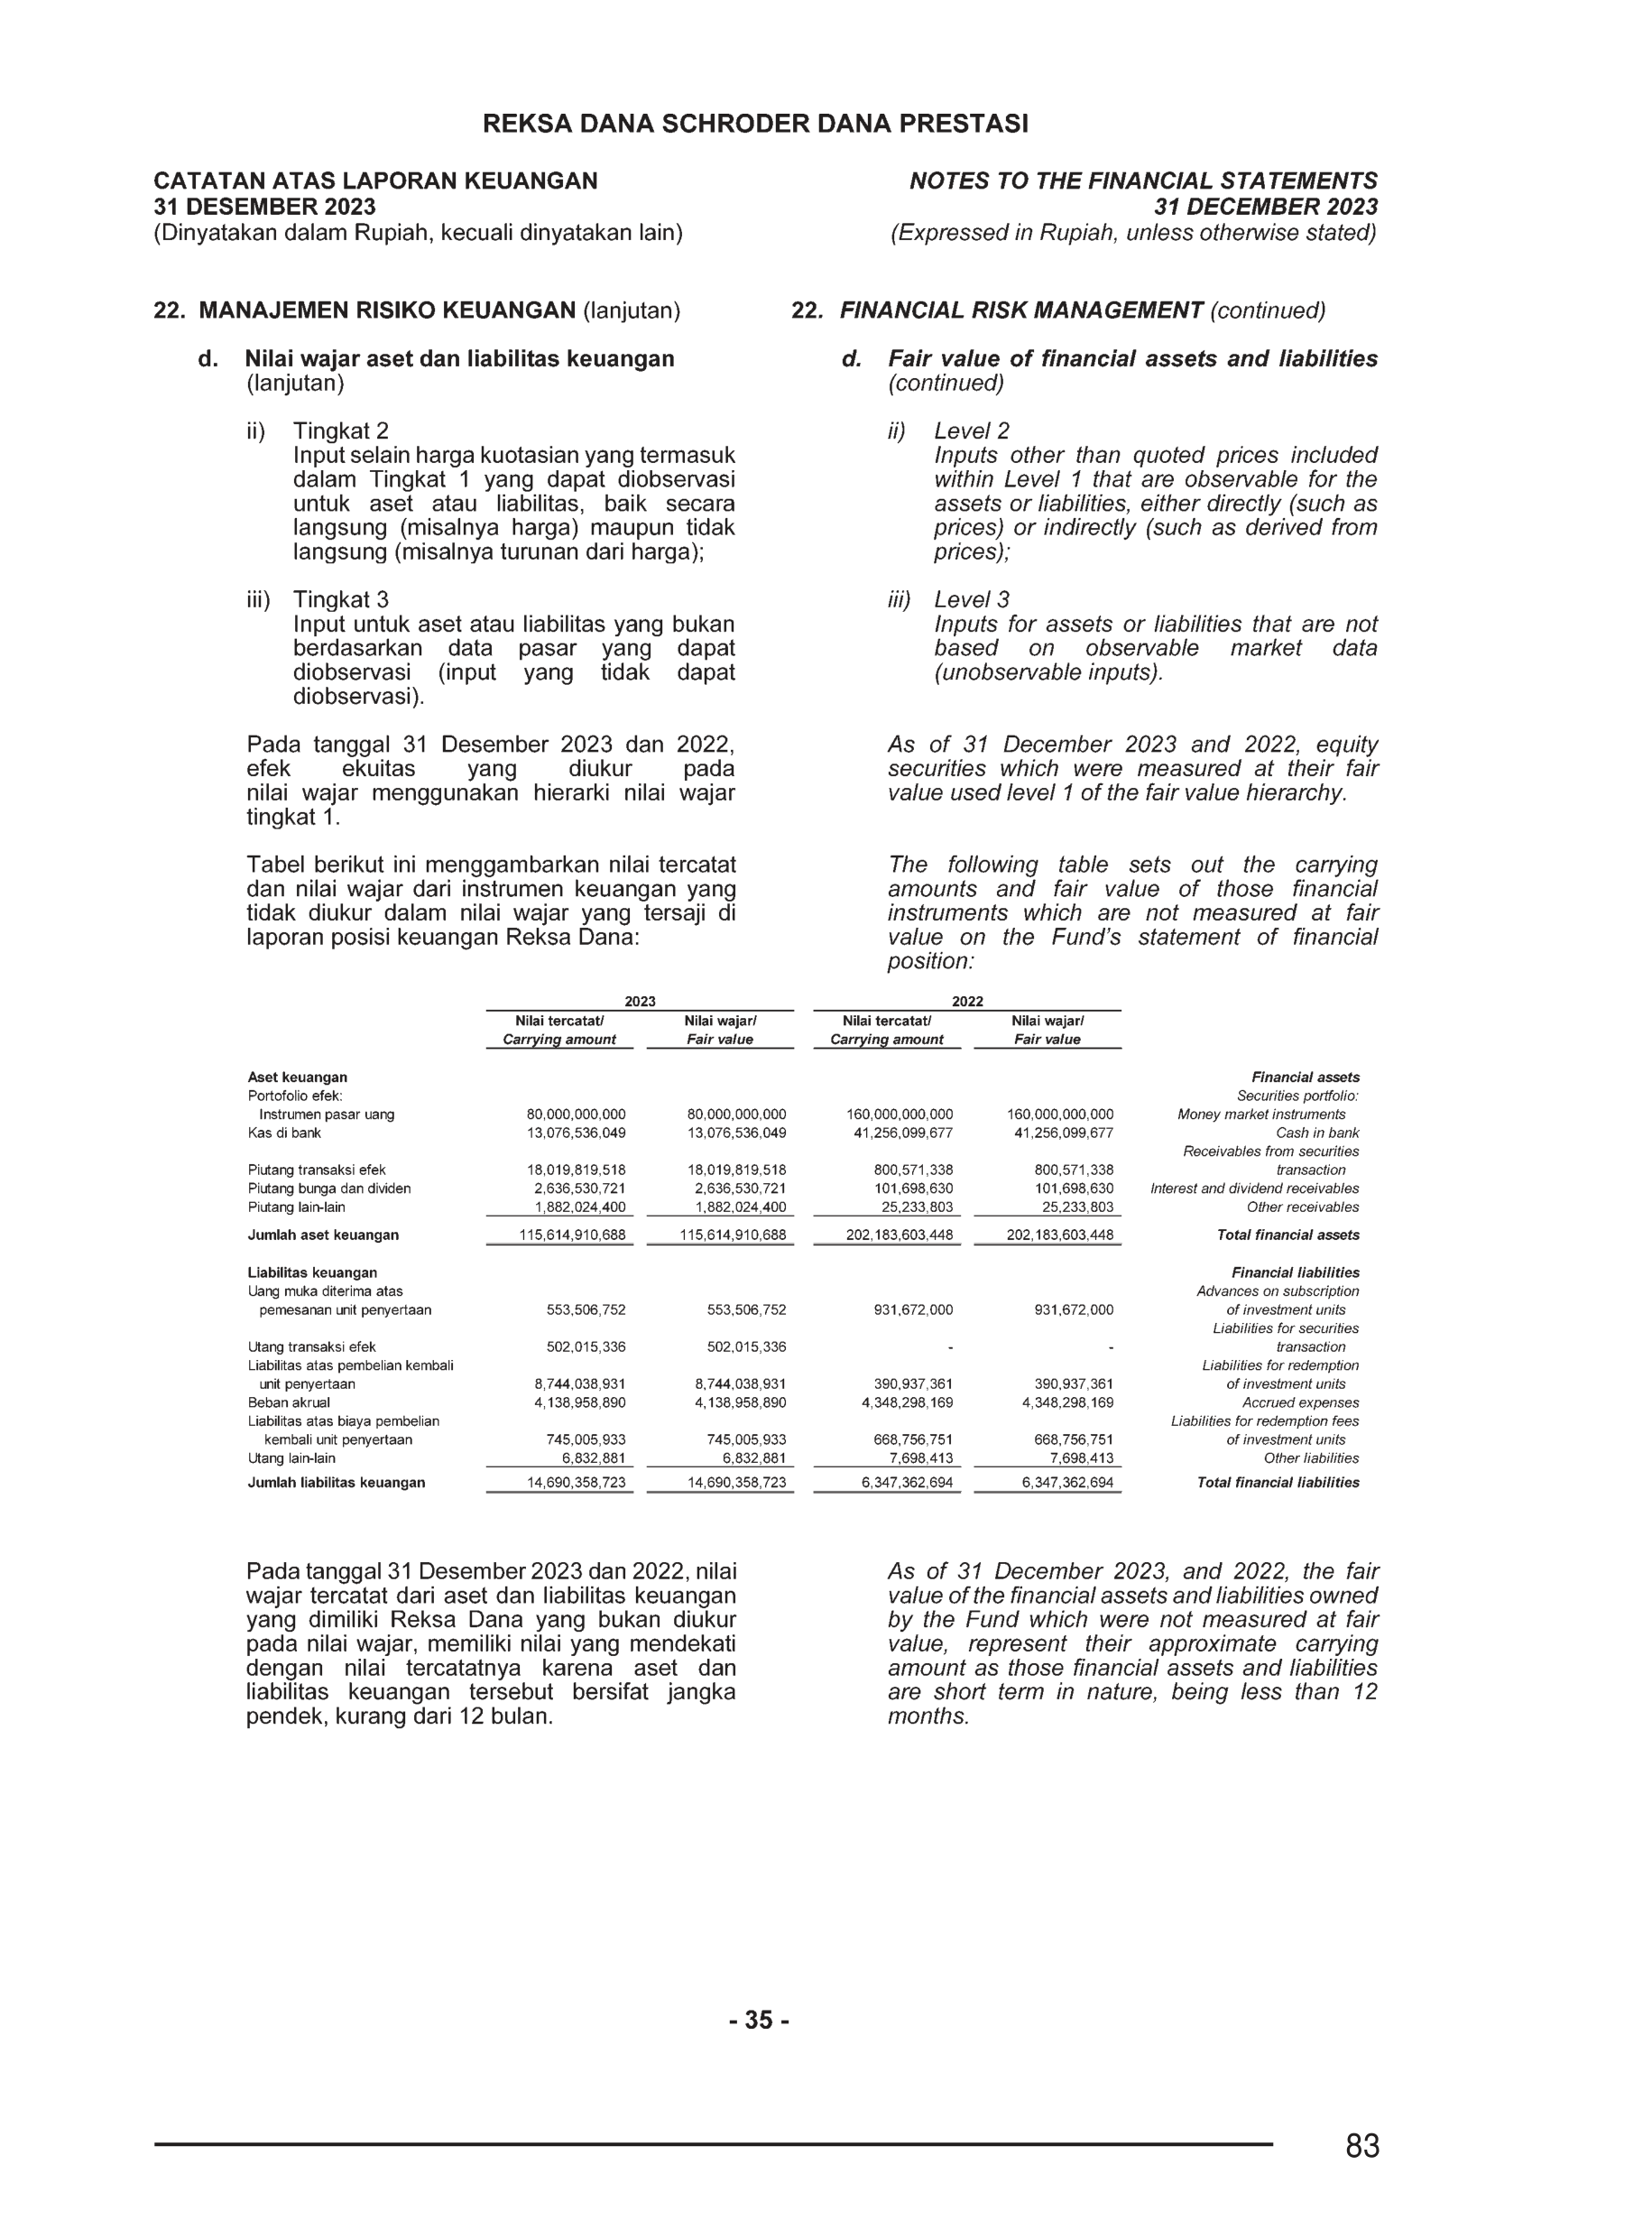 REKSA DANA SCHRODER DANA PRESTASI
CATATAN ATAS LAPORAN KEUANGAN
31 DESEMBER 2023
(Dinyatakan dalam Rupiah, kecuali dinyatakan lain)
NOTES TO THE FINANCIAL STATEMENTS
31 DECEMBER 2023
(Expressed in Rupiah, unless otherwise stated)
22. MANAJEMEN RISIKO KEUANGAN (lanjutan)
d. Nilai wajar aset dan liabilitas keuangan
(lanjutan)
ii) Tingkat 2
Input selain harga kuotasian yang termasuk
dalam Tingkat 1 yang dapat diobservasi
untuk aset atau liabilitas, baik secara
langsung (misalnya harga) maupun tidak
langsung (misalnya turunan dari harga);
iii) Tingkat 3
Input untuk aset atau liabilitas yang bukan
berdasarkan data pasar yang dapat
diobservasi (input yang tidak dapat
diobservasi).
Pada tanggal 31 Desember 2023 dan 2022,
efek ekuitas yang diukur pada
nilai wajar menggunakan hierarki nilai wajar
tingkat 1.
Tabel berikut ini menggambarkan nilai tercatat
dan nilai wajar dari instrumen keuangan yang
tidak diukur dalam nilai wajar yang tersaji di
laporan posisi keuangan Reksa Dana:
22. FINANCIAL RISK MANAGEMENT (continued)
d. Fair value of financial assets and liabilities
(continued)
ii) Level 2
Inputs other than quoted prices included
within Level 1 that are observable for the
assets or liabilities, either directly (such as
prices) or indirectly (such as derived from
prices);
iii) Level 3
Inputs for assets or liabilities that are not
based on observable market data
(unobservable inputs).
As of 31 December 2023 and 2022, equity
securities which were measured at their fair
value used level 1 of the fair value hierarchy.
The following table sets out the carrying
amounts and fair value of those financial
instruments which are not measured at fair
value on the Fund's statement of financial
position:
2023 2022
Nilai tercatat/ Nilai wajar/ Nilai tercatat/ Nilai wajar/
Carrying amount Fair value Carrying amount Fair value
Aset keuangan Financial assets
Portofolio efek: Securities portfolio:
Instrumen pasar uang 80,000,000,000 80,000,000,000 160,000,000,000 160,000,000,000 Money market instruments
Kas di bank 13,076,536,049 13,076,536,049 41,256,099,677 41,256,099,677 Cash in bank
Receivables from securities
Piutang transaksi efek 18,019,819,518 18,019,819,518 800,571,338 800,571,338 transaction
Piutang bunga dan dividen 2,636,530,721 2,636,530,721 101,698,630 101,698,630 Interest and dividend receivables
Piutang lain-lain 1,882,024,400 1,882,024,400 25,233,803 25,233,803 Other receivables
Jumlah aset keuangan 115,614,910,688 115,614,910,688 202,183,603,448 202,183,603,448 Total financial assets
Liabilitas keuangan Financial liabilities
Uang muka diterima atas Advances on subscription
pemesanan unit penyertaan 553,506,752 553,506,752 931,672,000 931,672,000 of investment units
Liabilities for securities
Utang transaksi efek 502,015,336 502,015,336 - - transaction
Liabilitas atas pembelian kembali Liabilities for redemption
unit penyertaan 8,744,038,931 8,744,038,931 390,937,361 390,937,361 of investment units
Beban akrual 4,138,958,890 4,138,958,890 4,348,298,169 4,348,298,169 Accrued expenses
Liabilitas atas biaya pembelian Liabilities for redemption fees
kembali unit penyertaan 745,005,933 745,005,933 668,756,751 668,756,751 of investment units
Utang lain-lain 6,832,881 6,832,881 7,698,413 7,698,413 Other liabilities
Jumlah liabilitas keuangan 14,690,358,723 14,690,358,723 6,347,362,694 6,347,362,694 Total financial liabilities
Pada tanggal 31 Desember 2023 dan 2022, nilai
wajar tercatat dari aset dan liabilitas keuangan
yang dimiliki Reksa Dana yang bukan diukur
pada nilai wajar, memiliki nilai yang mendekati
dengan nilai tercatatnya karena aset dan
liabilitas keuangan tersebut bersifat jangka
pendek, kurang dari 12 bulan.
As of 31 December 2023, and 2022, the fair
value of the financial assets and liabilities owned
by the Fund which were not measured at fair
value, represent their approximate carrying
amount as those financial assets and liabilities
are short term in nature, being less than 12
months.
- 35 -
83